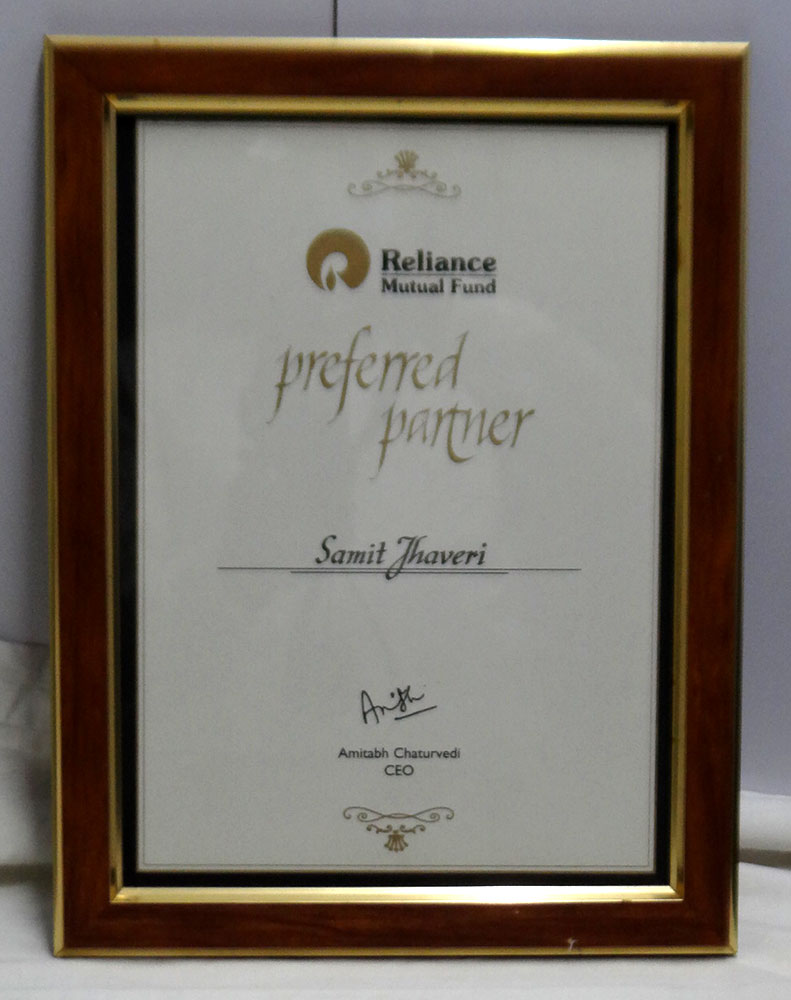 Reliance
Mutual Fund
preferred
partner
Samit Jhaveri
Amitabh Chaturvedi
CEO